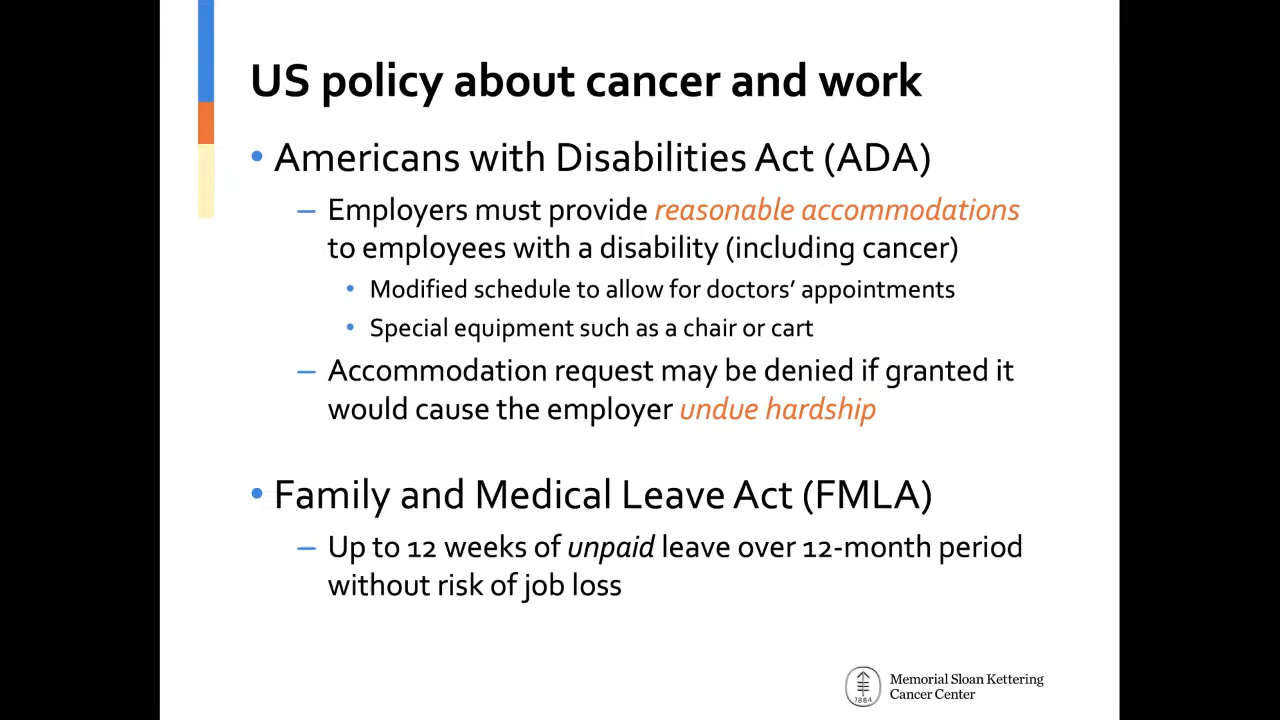 US policy about cancer and work
• Americans with Disabilities Act (ADA)
– Employers must provide reasonable accommodations
to employees with a disability (including cancer)
• Modified schedule to allow for doctors’ appointments
• Special equipment such as a chair or cart
– Accommodation request may be denied if granted it
would cause the employer undue hardship
• Family and Medical Leave Act (FMLA)
– Up to 12 weeks of unpaid leave over 12-month period
without risk of job loss
1884
Memorial Sloan Kettering
Cancer Center